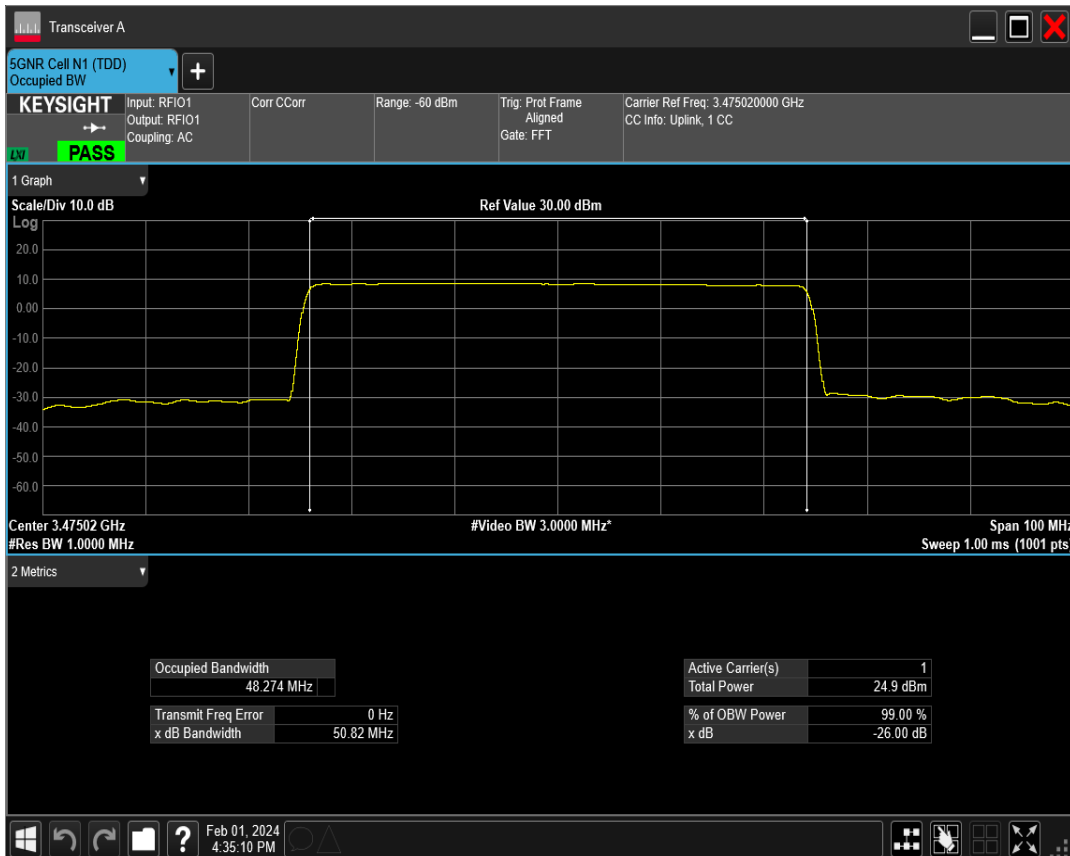 Transceiver A
5GNR Cell N1 (TDD)
Occupied BW
KEYSIGHT
LXI
PASS
Input: RFIO1
Output: RFIO1
Coupling: AC
Corr CCorr
Range: -60 dBm
Trig: Prot Frame
Aligned
Gate: FFT
Carrier Ref Freq: 3.475020000 GHz
CC Info: Uplink, 1 CC
1 Graph
Scale/Div 10.0 dB
Ref Value 30.00 dBm
Log
20.0
10.0
0.00
-10.0
-20.0
-30.0
-40.0
-50.0
-60.0
Center 3.47502 GHz
#Video BW 3.0000 MHz*
Span 100 MHz
#Res BW 1.0000 MHz
Sweep 1.00 ms (1001 pts)
2 Metrics
Occupied Bandwidth
48.274 MHz
Transmit Freq Error 0 Hz
x dB Bandwidth 50.82 MHz
Active Carrier(s) 1
Total Power 24.9 dBm
% of OBW Power 99.00 %
x dB -26.00 dB
?
Feb 01, 2024
4:35:10 PM